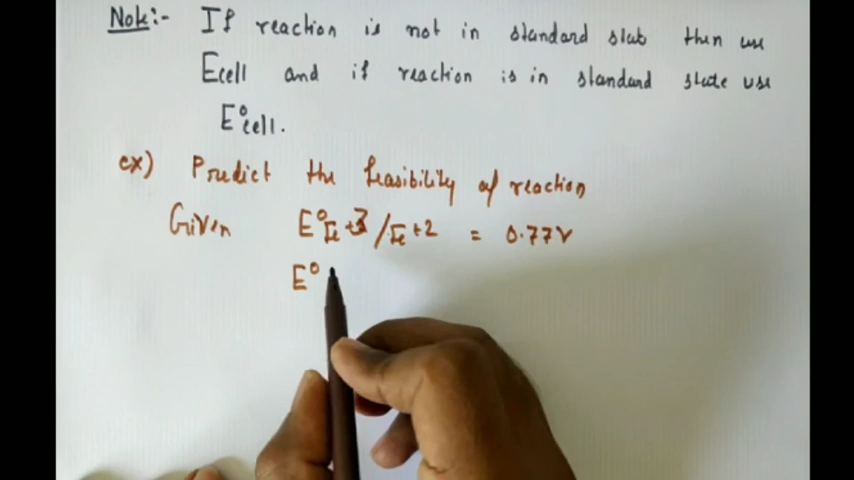 Note:- If reaction is not in standard state then use
Ecell and if reaction is in standard state use
E°cell.
ex) Predict the feasibility of reaction
Given E°Fe+3/Fe+2 = 0.77V
E°